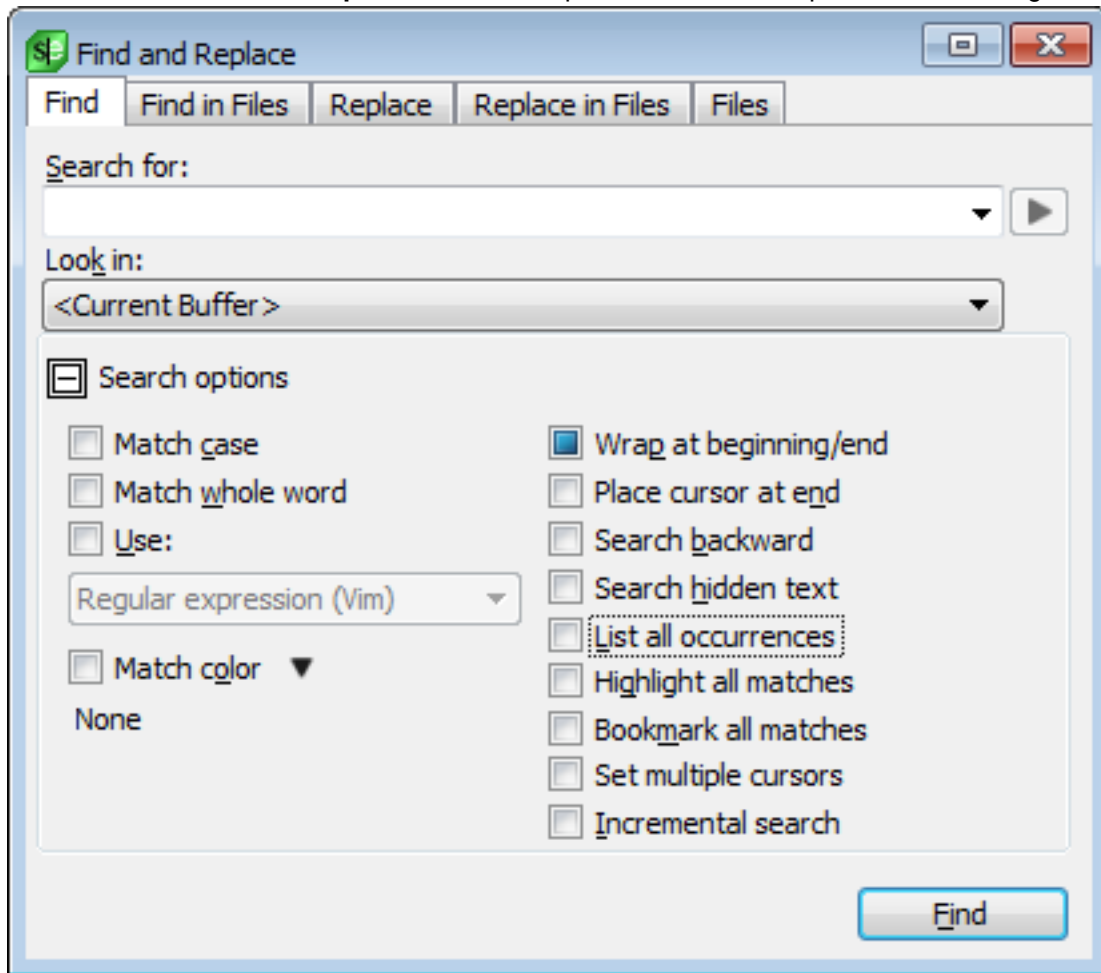 Find and Replace
Find Find in Files Replace Replace in Files Files
Search for:
Look in:
<Current Buffer>
Search options
Match case
Match whole word
Use:
Regular expression (Vim)
Match color
None
Wrap at beginning/end
Place cursor at end
Search backward
Search hidden text
List all occurrences
Highlight all matches
Bookmark all matches
Set multiple cursors
Incremental search
Find